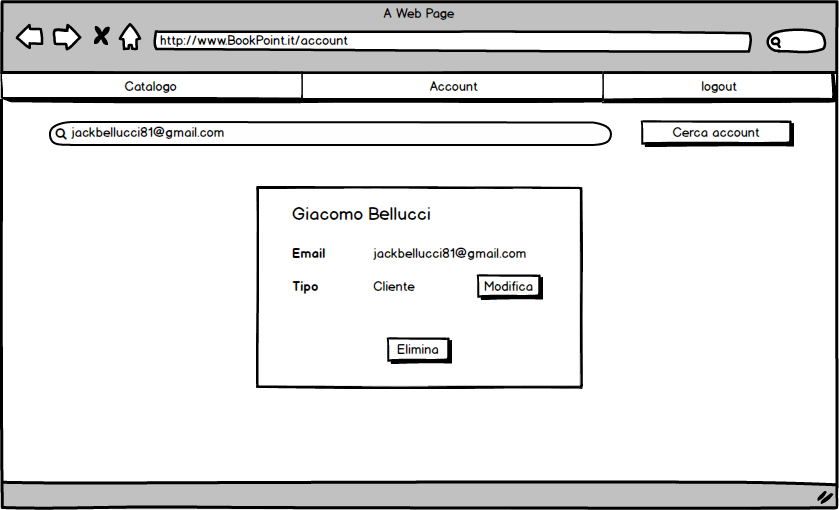 A Web Page
http://www.BookPoint.it/account
Catalogo Account logout
jackbellucci81@gmail.com Cerca account
Giacomo Bellucci
Email jackbellucci81@gmail.com
Tipo Cliente Modifica
Elimina